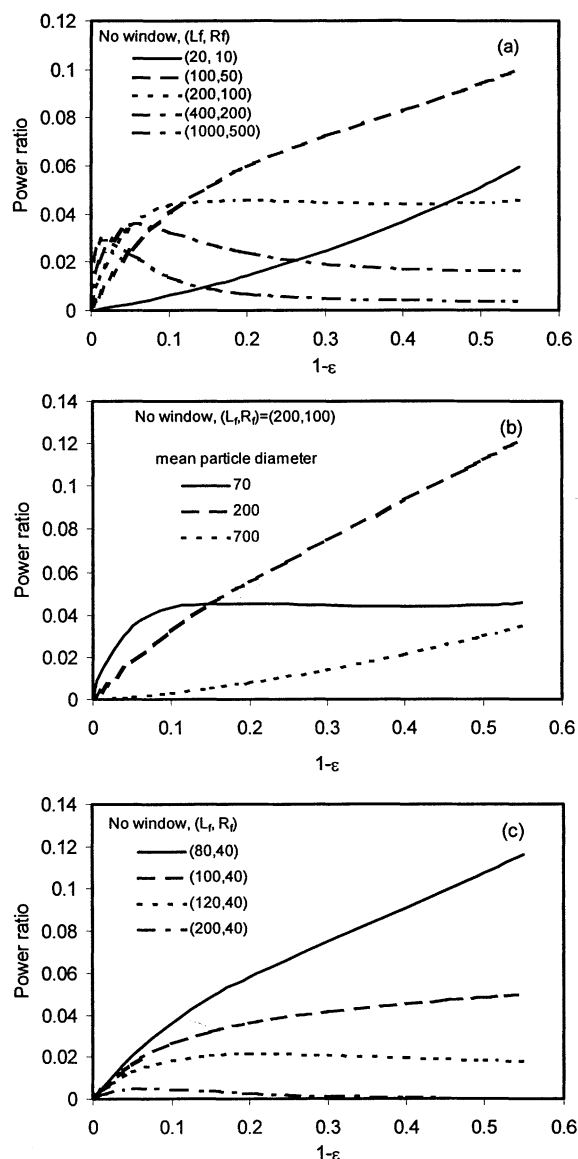 No window, (Lf, Rf)
(a)
(20, 10)
(100,50)
(200,100)
(400,200)
(1000,500)
0.12
0.1
0.08
0.06
0.04
0.02
0
Power ratio
0 0.1 0.2 0.3 0.4 0.5 0.6
1-ε
No window, (Lf,Rf)=(200,100)
(b)
mean particle diameter
70
200
700
0.14
0.12
0.1
0.08
0.06
0.04
0.02
0
Power ratio
0 0.1 0.2 0.3 0.4 0.5 0.6
1-ε
No window, (Lf, Rf)
(c)
(80,40)
(100,40)
(120,40)
(200,40)
0.14
0.12
0.1
0.08
0.06
0.04
0.02
0
Power ratio
0 0.1 0.2 0.3 0.4 0.5 0.6
1-ε